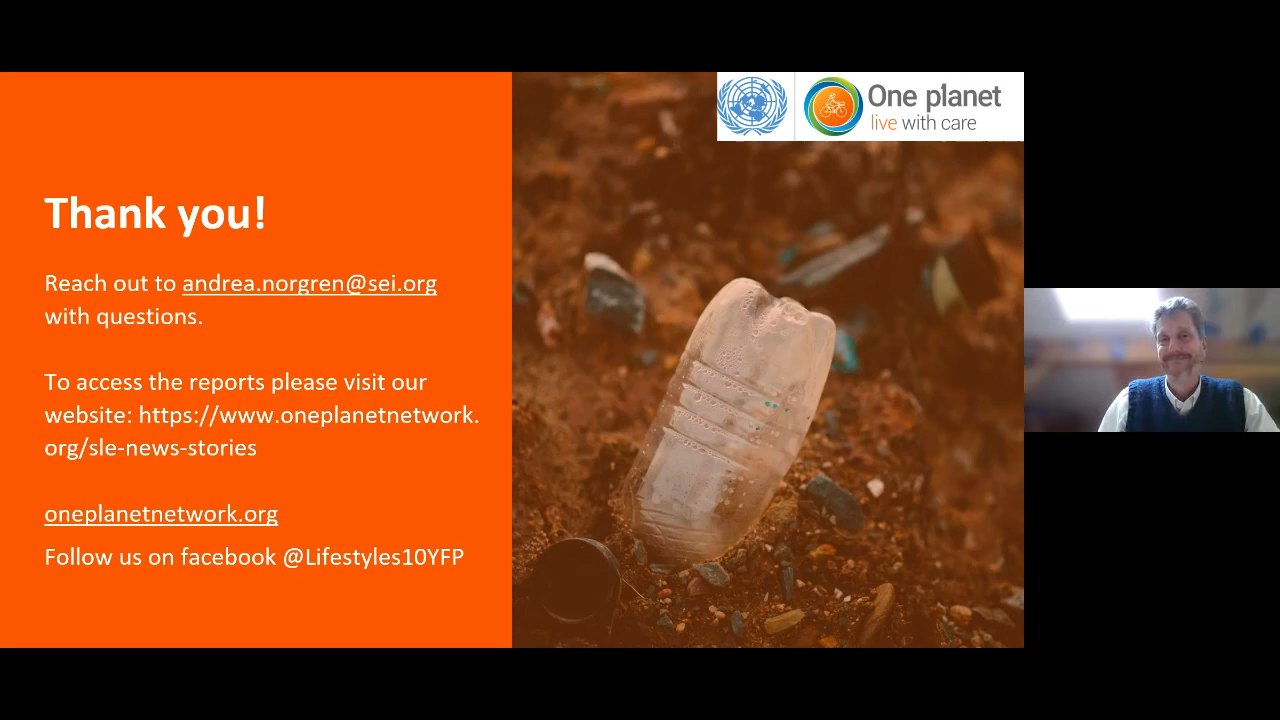 One planet
live with care
Thank you!
Reach out to andrea.norgren@sei.org
with questions.
To access the reports please visit our
website: https://www.oneplanetnetwork.
org/sle-news-stories
oneplanetnetwork.org
Follow us on facebook @Lifestyles10YFP